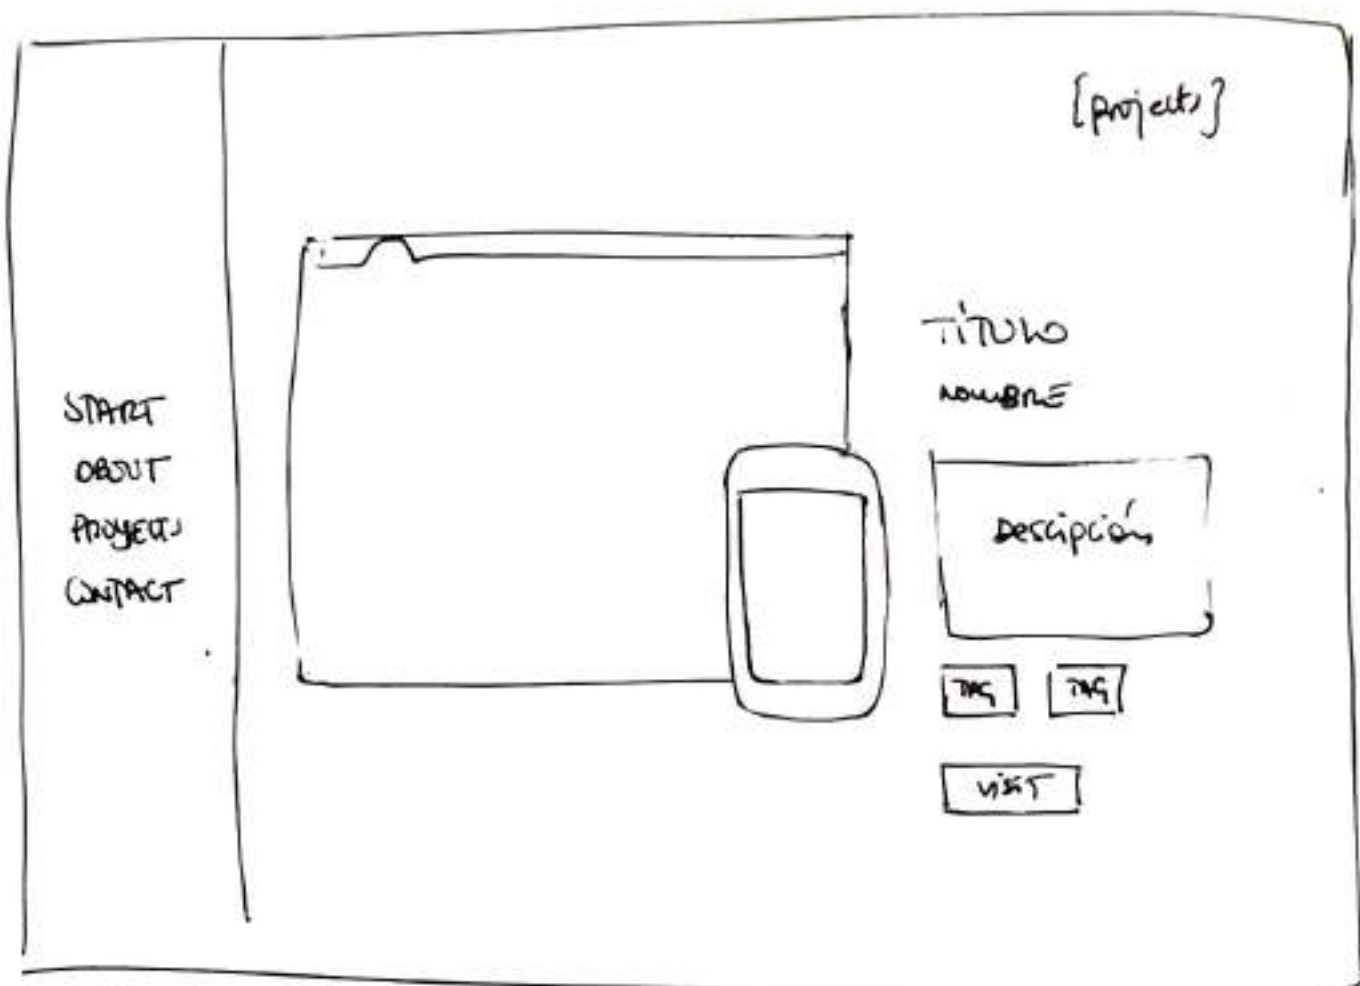 [projects]
START
ABOUT
PROYECTS
CONTACT
TÍTULO
NOMBRE
Descipción
TAG TAG
VISIT